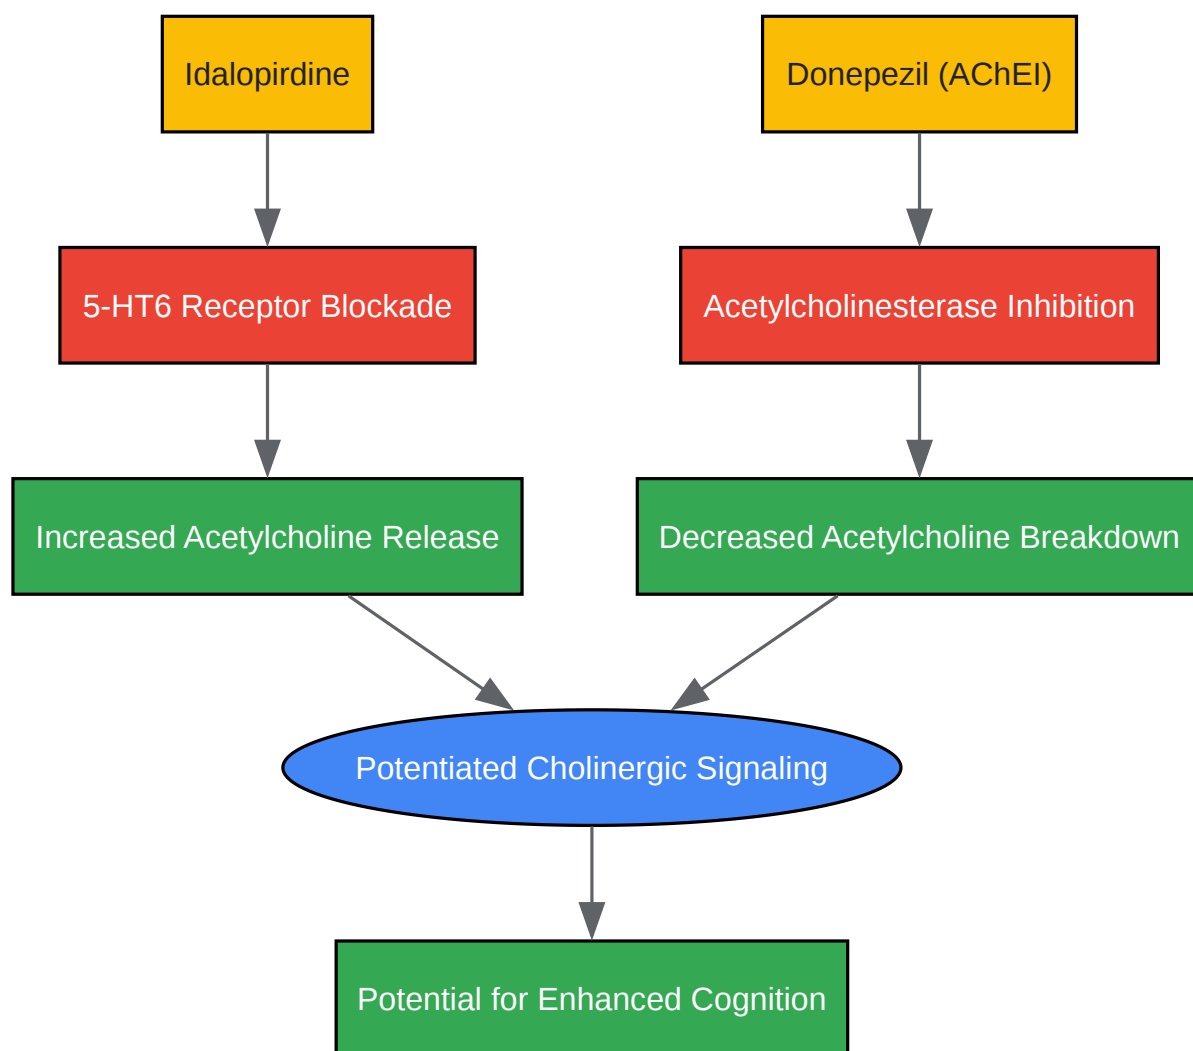 Idalopirdine
Donepezil (AChEI)
5-HT6 Receptor Blockade
Acetylcholinesterase Inhibition
Increased Acetylcholine Release
Decreased Acetylcholine Breakdown
Potentiated Cholinergic Signaling
Potential for Enhanced Cognition